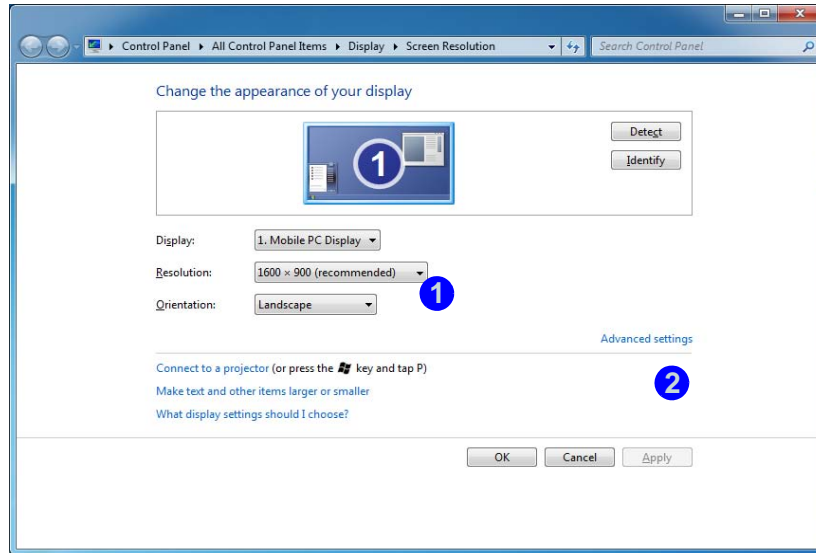 Control Panel ▸ All Control Panel Items ▸ Display ▸ Screen Resolution Search Control Panel
Change the appearance of your display
1
Detect
Identify
Display: 1. Mobile PC Display
Resolution: 1600 × 900 (recommended)
1
Orientation: Landscape
Advanced settings
Connect to a projector (or press the key and tap P)
2
Make text and other items larger or smaller
What display settings should I choose?
OK Cancel Apply